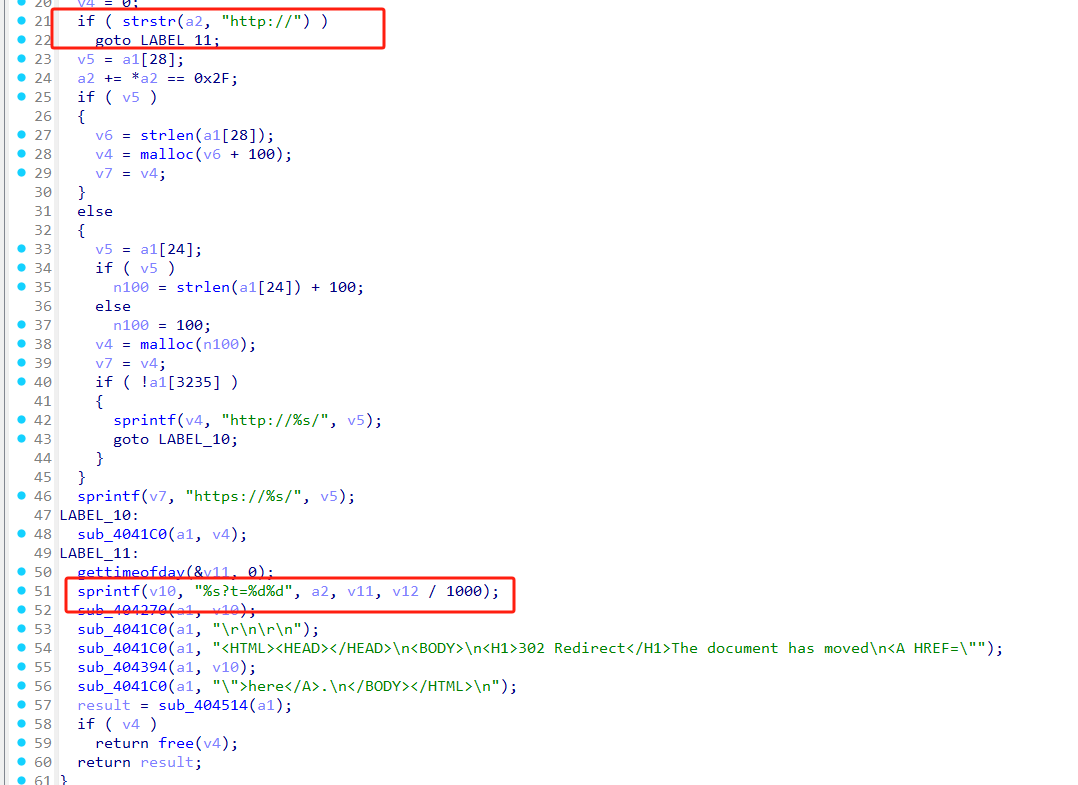 20 v4 = 0;
21 if ( strstr(a2, "http://") )
22 goto LABEL_11;
23 v5 = a1[28];
24 a2 += *a2 == 0x2F;
25 if ( v5 )
26 {
27 v6 = strlen(a1[28]);
28 v4 = malloc(v6 + 100);
29 v7 = v4;
30 }
31 else
32 {
33 v5 = a1[24];
34 if ( v5 )
35 n100 = strlen(a1[24]) + 100;
36 else
37 n100 = 100;
38 v4 = malloc(n100);
39 v7 = v4;
40 if ( !a1[3235] )
41 {
42 sprintf(v4, "http://%s/", v5);
43 goto LABEL_10;
44 }
45 }
46 sprintf(v7, "https://%s/", v5);
47 LABEL_10:
48 sub_4041C0(a1, v4);
49 LABEL_11:
50 gettimeofday(&v11, 0);
51 sprintf(v10, "%s?t=%d%d", a2, v11, v12 / 1000);
52 sub_404270(a1, v10);
53 sub_4041C0(a1, "\r\n\r\n");
54 sub_4041C0(a1, "<HTML><HEAD></HEAD>\n<BODY>\n<H1>302 Redirect</H1>The document has moved\n<A HREF=\"");
55 sub_404394(a1, v10);
56 sub_4041C0(a1, "\">here</A>.\n</BODY></HTML>\n");
57 result = sub_404514(a1);
58 if ( v4 )
59 return free(v4);
60 return result;
61 }